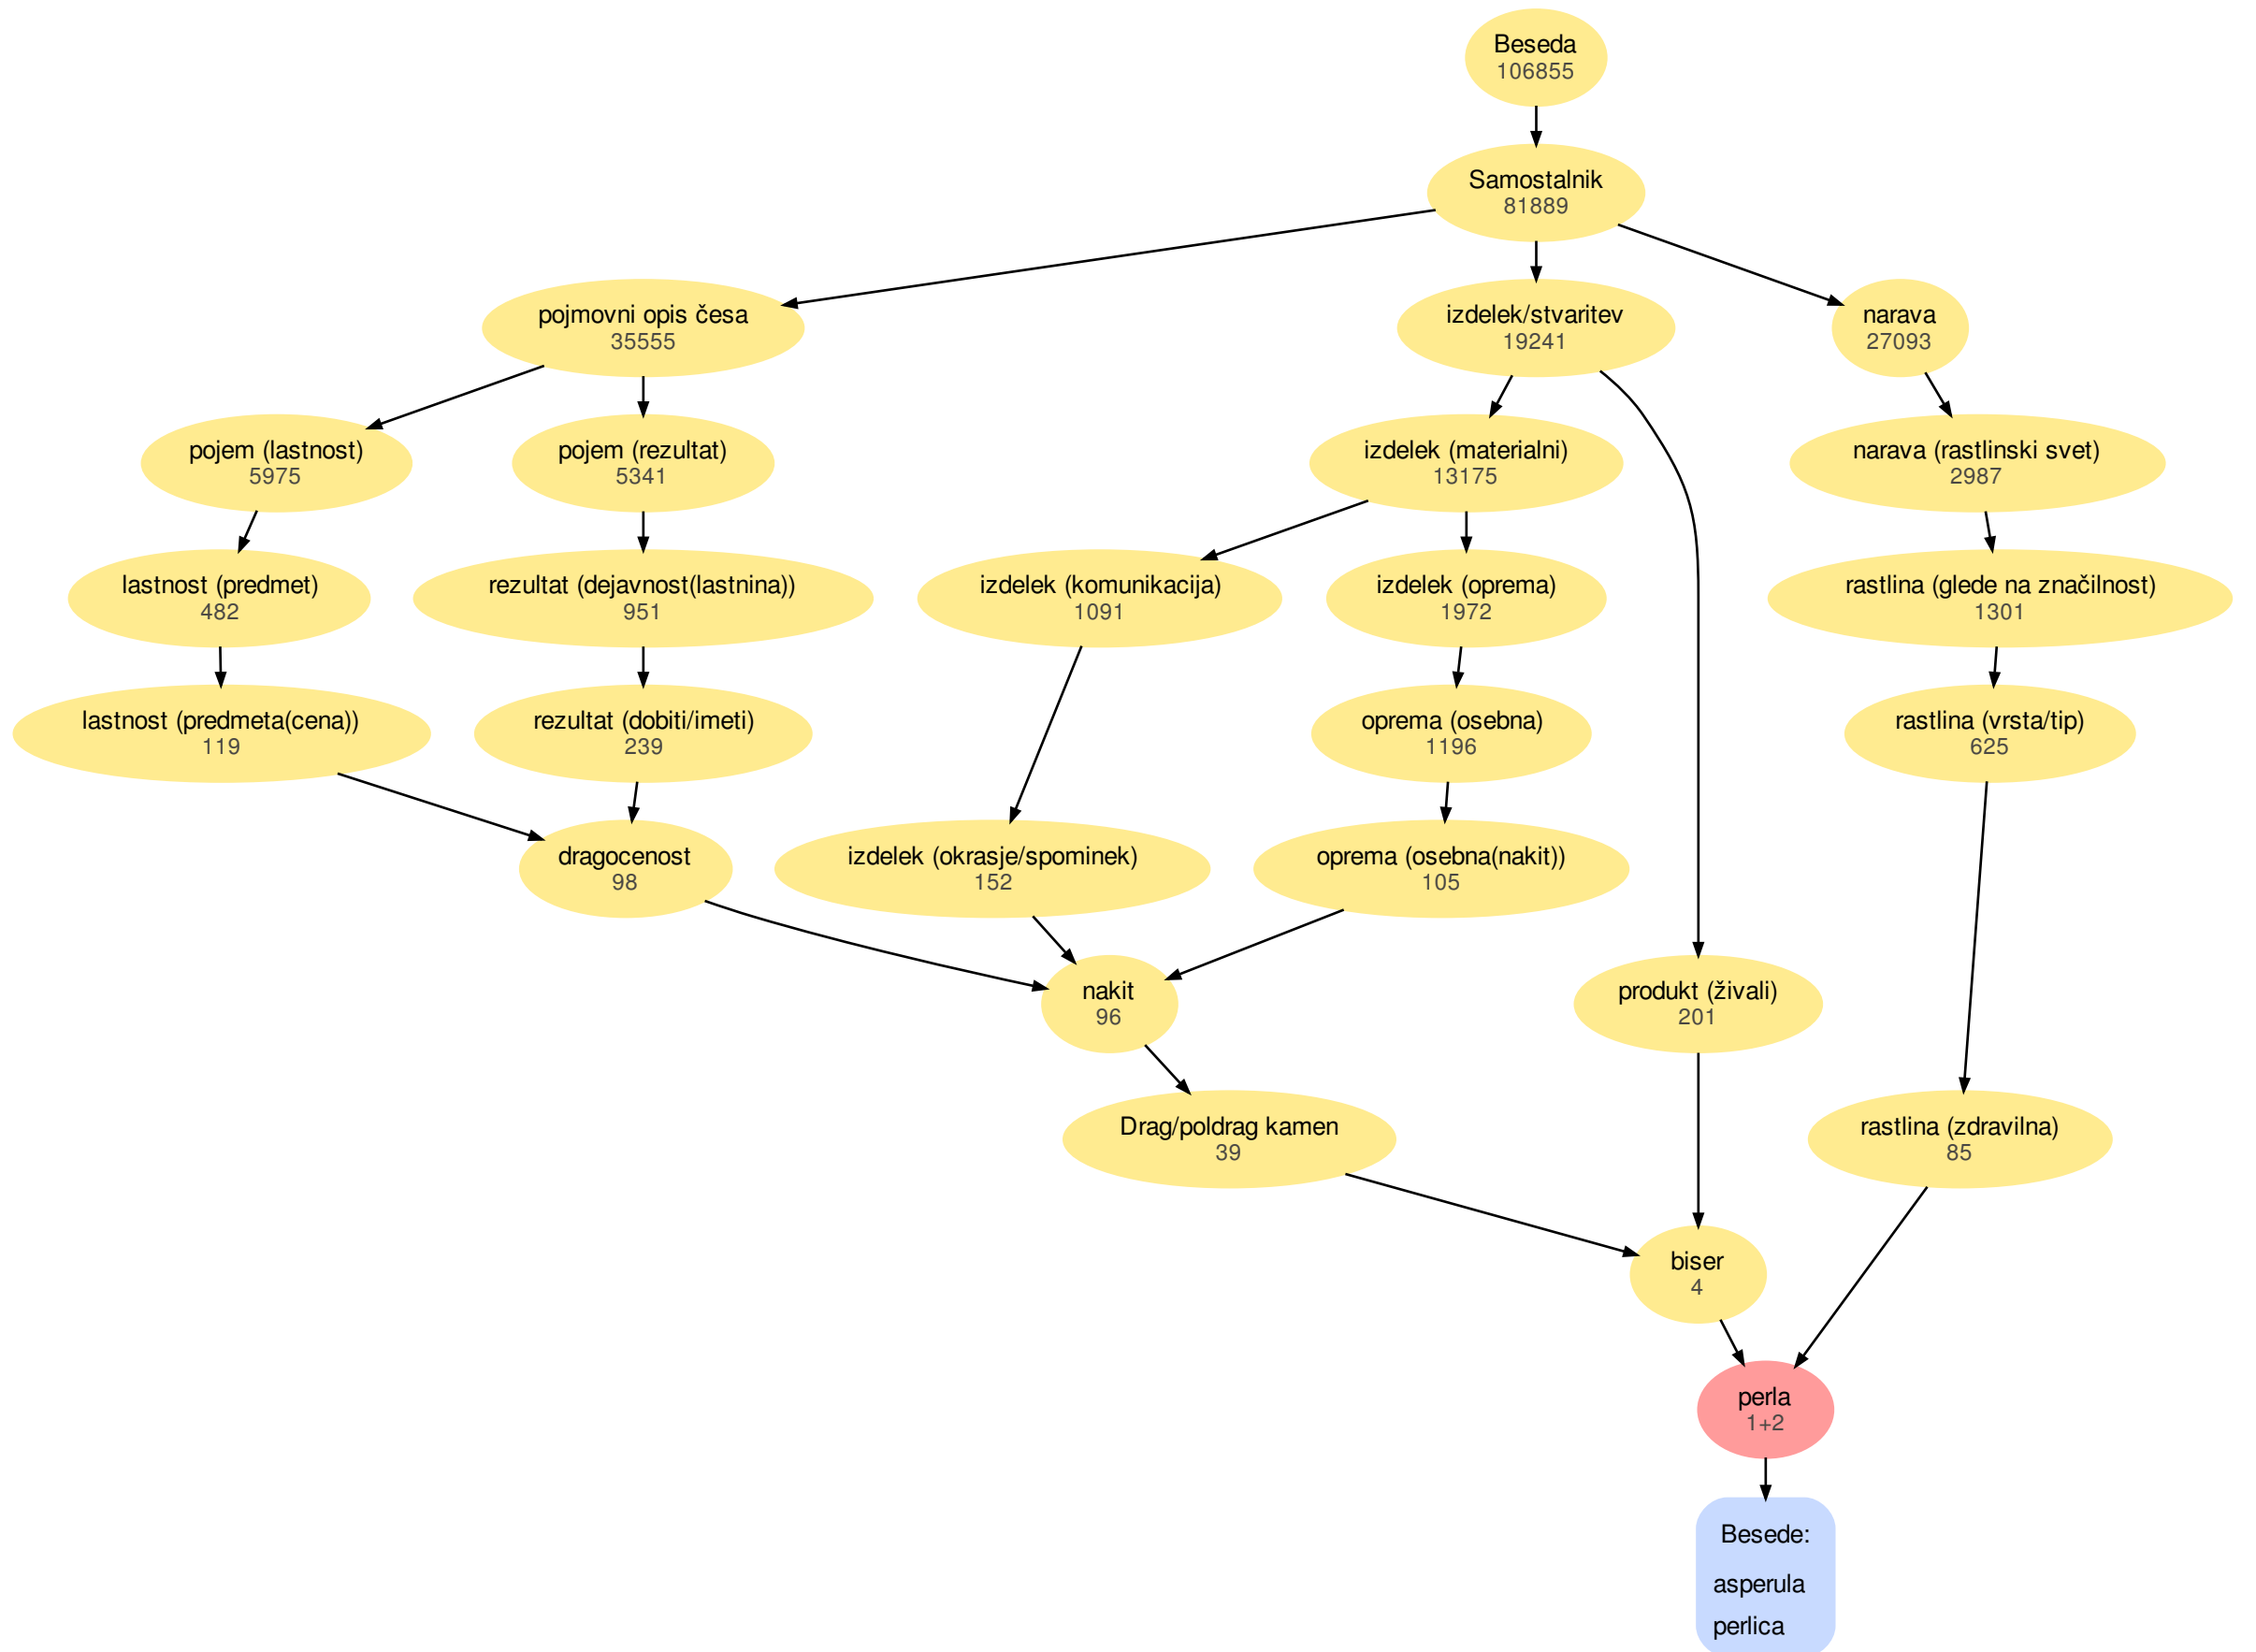 Beseda
106855
Samostalnik
81889
pojmovni opis česa
35555
izdelek/stvaritev
19241
narava
27093
pojem (lastnost)
5975
pojem (rezultat)
5341
izdelek (materialni)
13175
narava (rastlinski svet)
2987
lastnost (predmet)
482
rezultat (dejavnost(lastnina))
951
izdelek (komunikacija)
1091
izdelek (oprema)
1972
rastlina (glede na značilnost)
1301
lastnost (predmeta(cena))
119
rezultat (dobiti/imeti)
239
oprema (osebna)
1196
rastlina (vrsta/tip)
625
dragocenost
98
izdelek (okrasje/spominek)
152
oprema (osebna(nakit))
105
nakit
96
produkt (živali)
201
Drag/poldrag kamen
39
rastlina (zdravilna)
85
biser
4
perla
1+2
Besede:
asperula
perlica